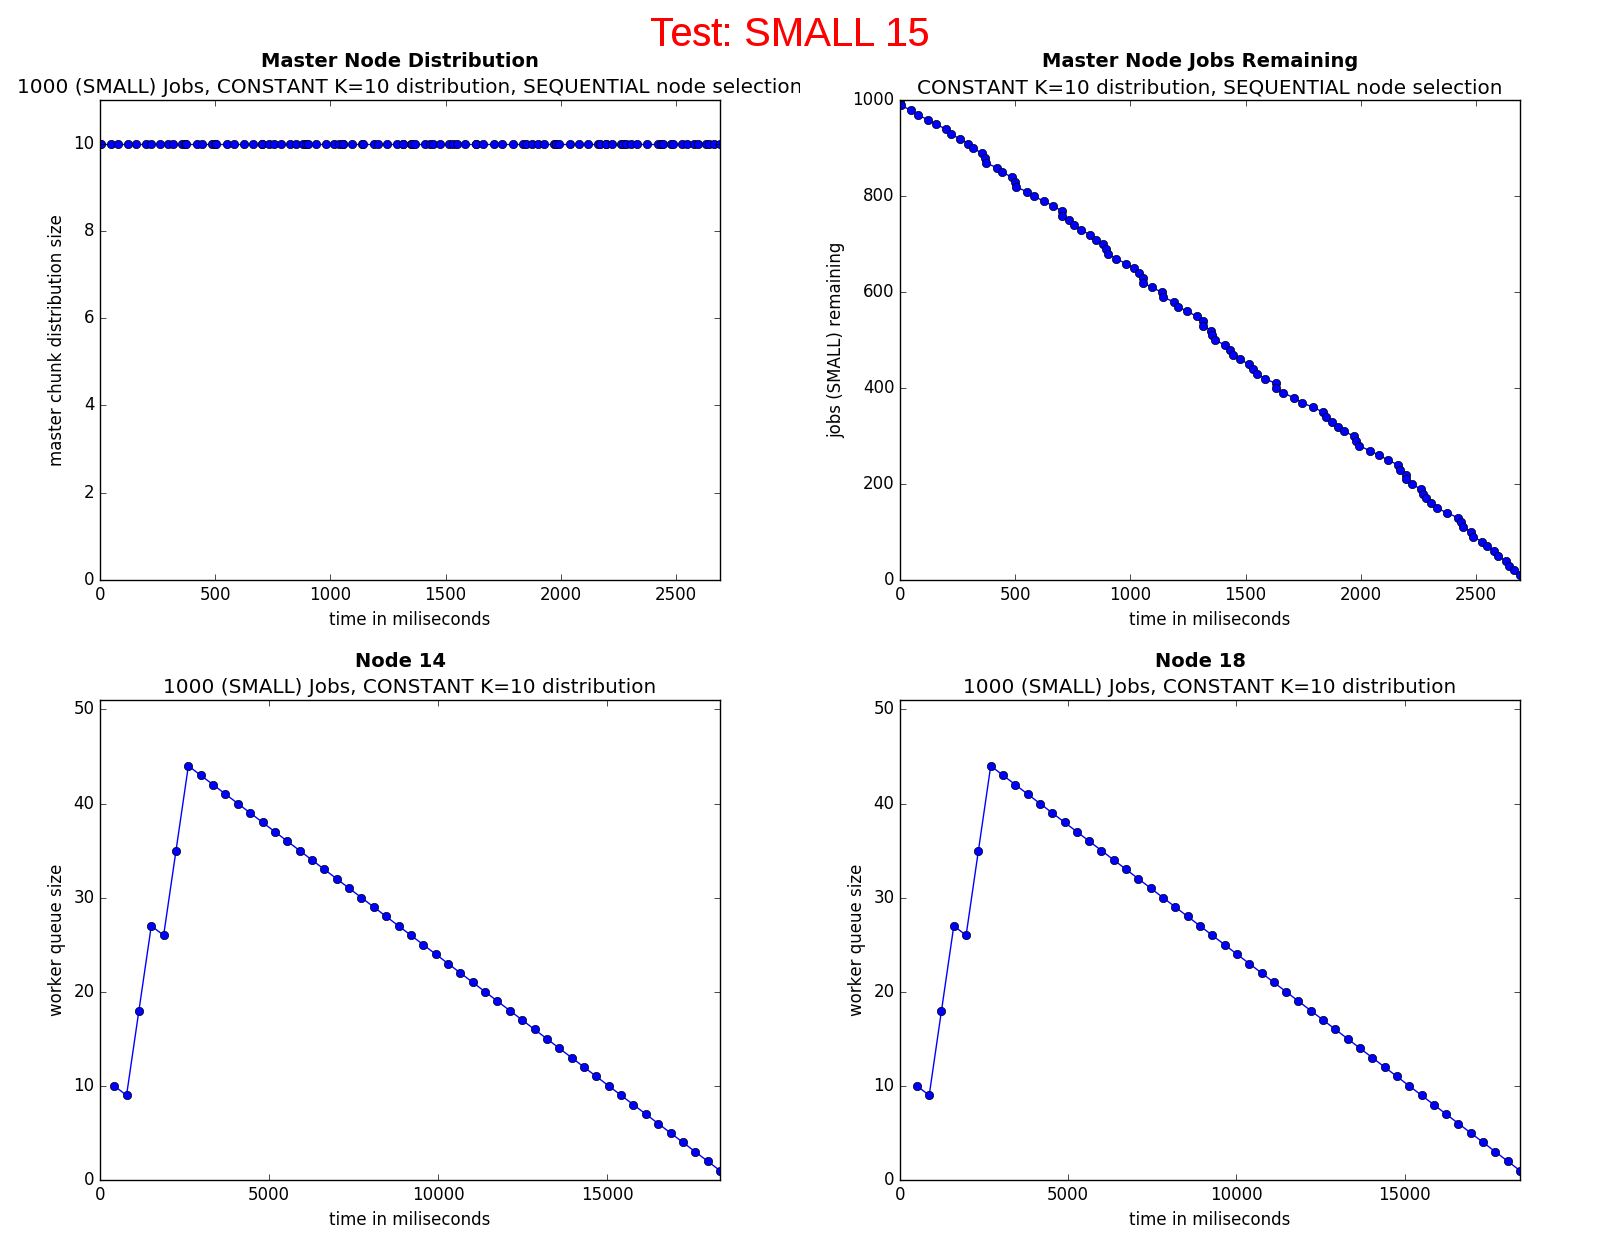 Test: SMALL 15
Master Node Distribution
1000 (SMALL) Jobs, CONSTANT K=10 distribution, SEQUENTIAL node selection
10
8
6
4
2
0
master chunk distribution size
0 500 1000 1500 2000 2500
time in miliseconds
Master Node Jobs Remaining
CONSTANT K=10 distribution, SEQUENTIAL node selection
1000
800
600
400
200
0
jobs (SMALL) remaining
0 500 1000 1500 2000 2500
time in miliseconds
Node 14
1000 (SMALL) Jobs, CONSTANT K=10 distribution
50
40
30
20
10
0
worker queue size
0 5000 10000 15000
time in miliseconds
Node 18
1000 (SMALL) Jobs, CONSTANT K=10 distribution
50
40
30
20
10
0
worker queue size
0 5000 10000 15000
time in miliseconds